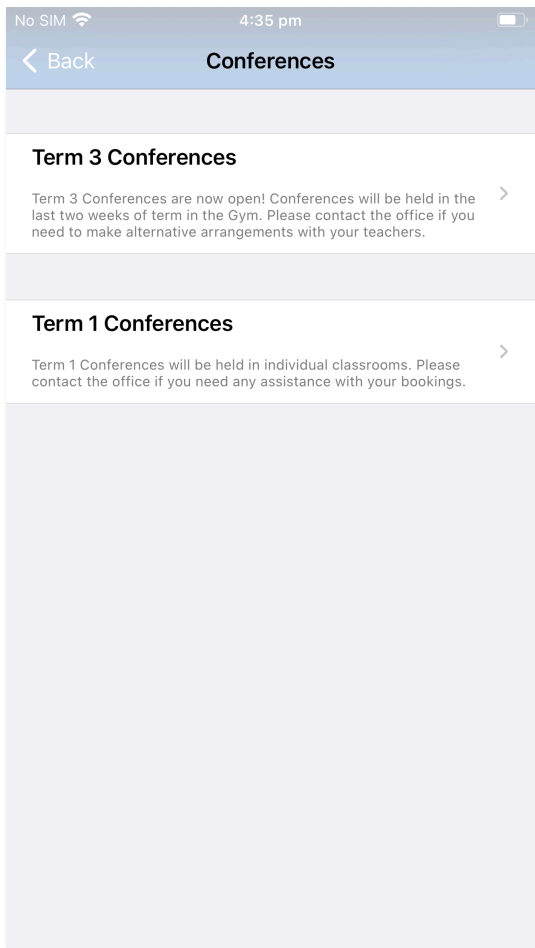 No SIM 4:35 pm
Back Conferences
Term 3 Conferences
Term 3 Conferences are now open! Conferences will be held in the
last two weeks of term in the Gym. Please contact the office if you
need to make alternative arrangements with your teachers.
Term 1 Conferences
Term 1 Conferences will be held in individual classrooms. Please
contact the office if you need any assistance with your bookings.